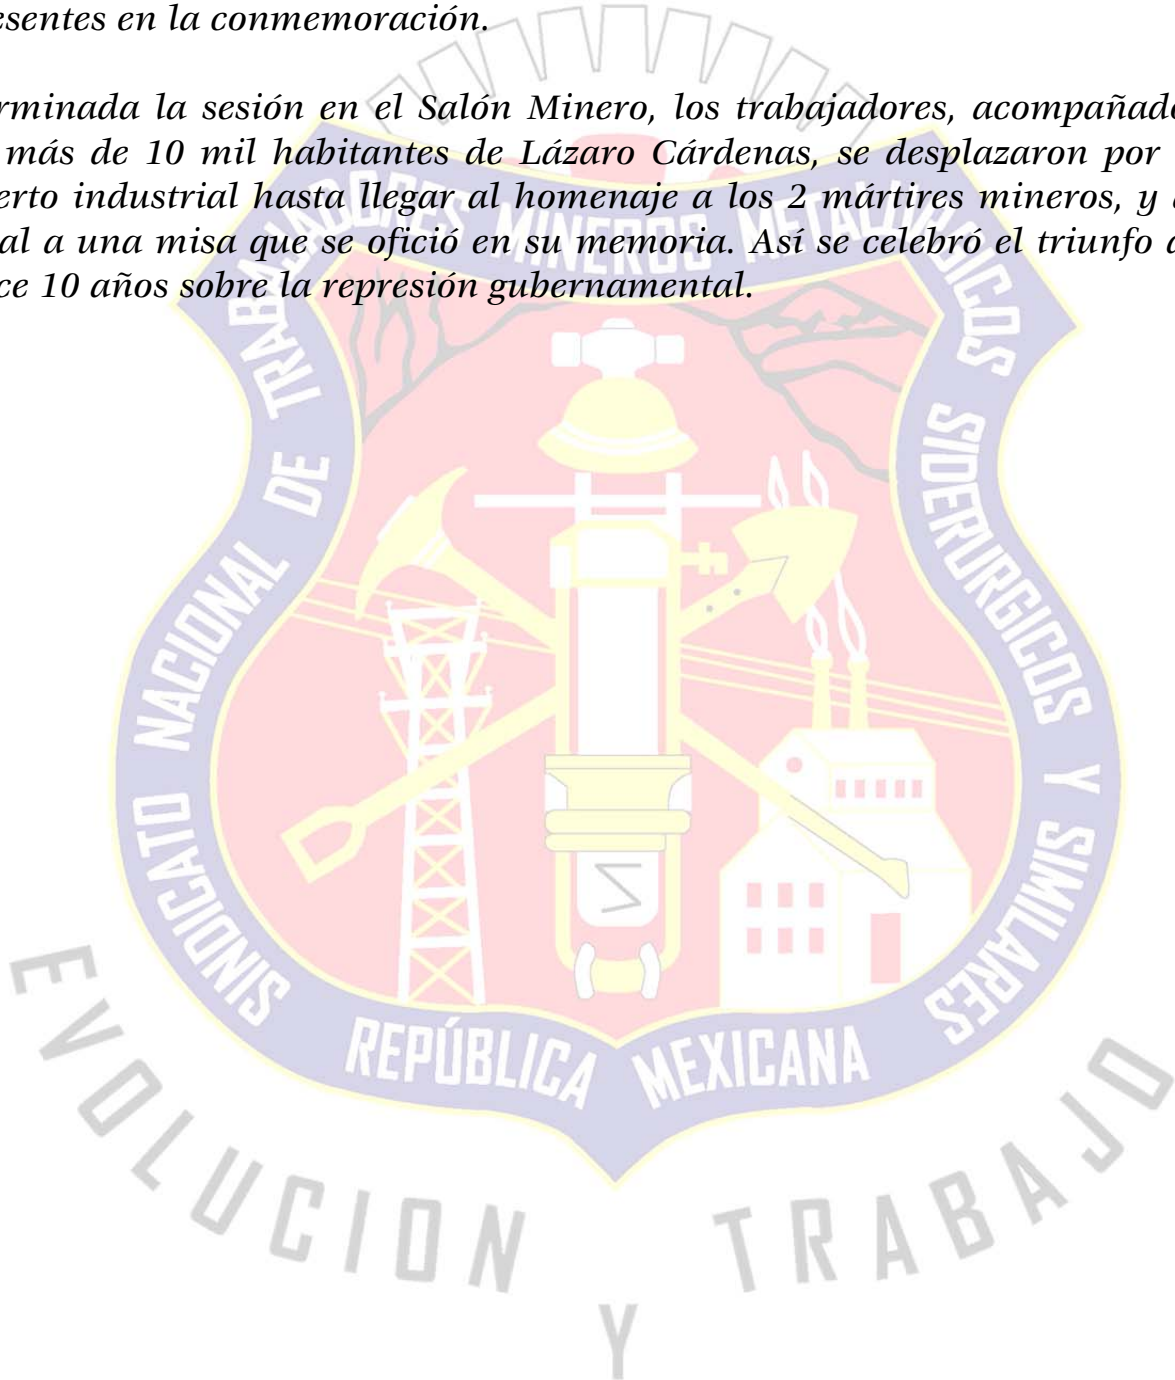 esentes en la conmemoración.
rminada la sesión en el Salón Minero, los trabajadores, acompañado
más de 10 mil habitantes de Lázaro Cárdenas, se desplazaron por
erto industrial hasta llegar al homenaje a los 2 mártires mineros, y
al a una misa que se ofició en su memoria. Así se celebró el triunfo
ce 10 años sobre la represión gubernamental.
SINDICATO NACIONAL DE TRABAJADORES MINEROS METALÚRGICOS SIDERÚRGICOS Y SIMILARES
REPÚBLICA MEXICANA
EVOLUCION
Y
TRABAJO